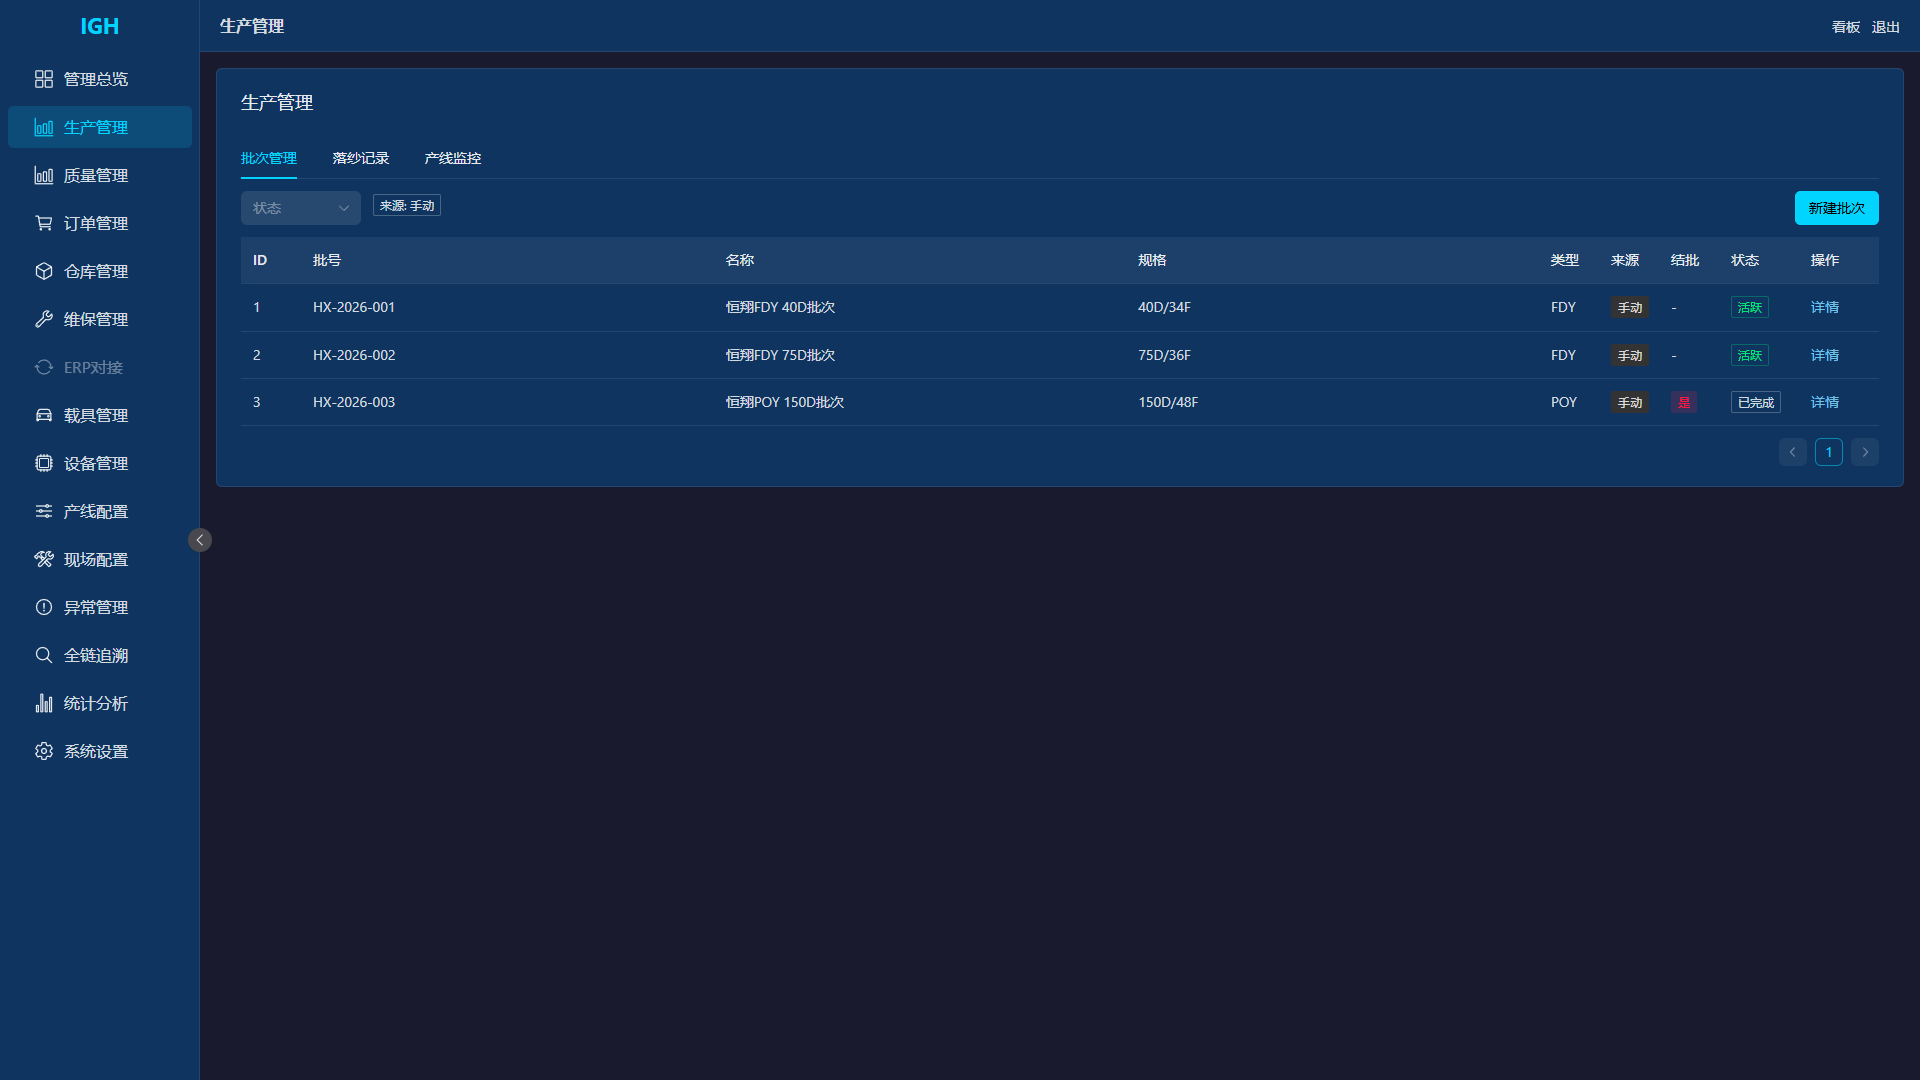 IGH
生产管理
看板 退出
管理总览
生产管理
质量管理
订单管理
仓库管理
维保管理
ERP对接
载具管理
设备管理
产线配置
现场配置
异常管理
全链追溯
统计分析
系统设置
生产管理
批次管理 落纱记录 产线监控
状态 来源: 手动 新建批次
ID 批号 名称 规格 类型 来源 结批 状态 操作
1 HX-2026-001 恒翔FDY 40D批次 40D/34F FDY 手动 - 活跃 详情
2 HX-2026-002 恒翔FDY 75D批次 75D/36F FDY 手动 - 活跃 详情
3 HX-2026-003 恒翔POY 150D批次 150D/48F POY 手动 是 已完成 详情
1